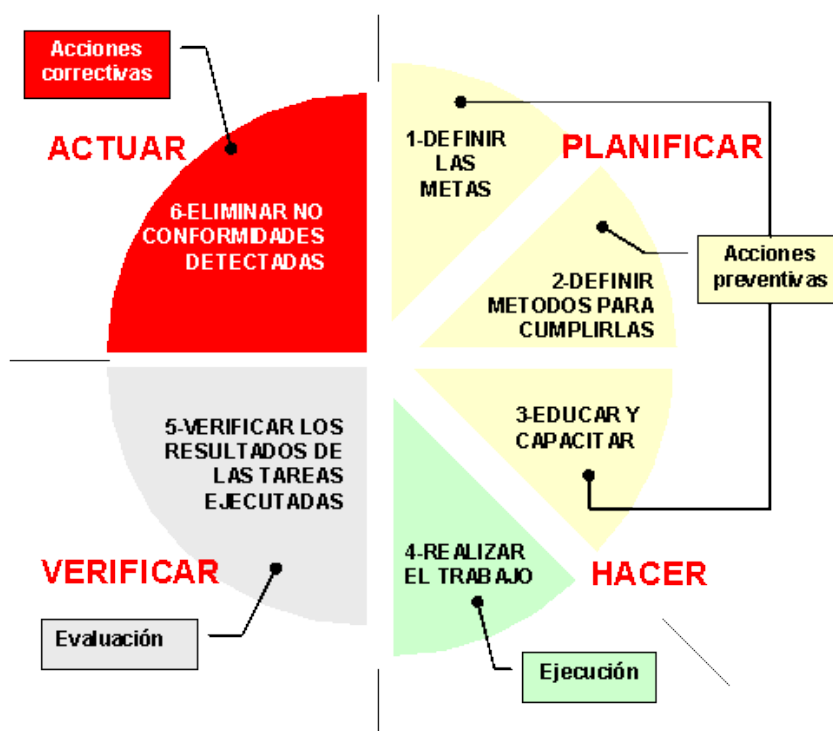 Acciones
correctivas
ACTUAR
6-ELIMINAR NO
CONFORMIDADES
DETECTADAS
1-DEFINIR
LAS
METAS
PLANIFICAR
2-DEFINIR
METODOS PARA
CUMPLIRLAS
Acciones
preventivas
3-EDUCAR Y
CAPACITAR
HACER
4-REALIZAR
EL TRABAJO
Ejecución
5-VERIFICAR LOS
RESULTADOS DE
LAS TAREAS
EJECUTADAS
VERIFICAR
Evaluación